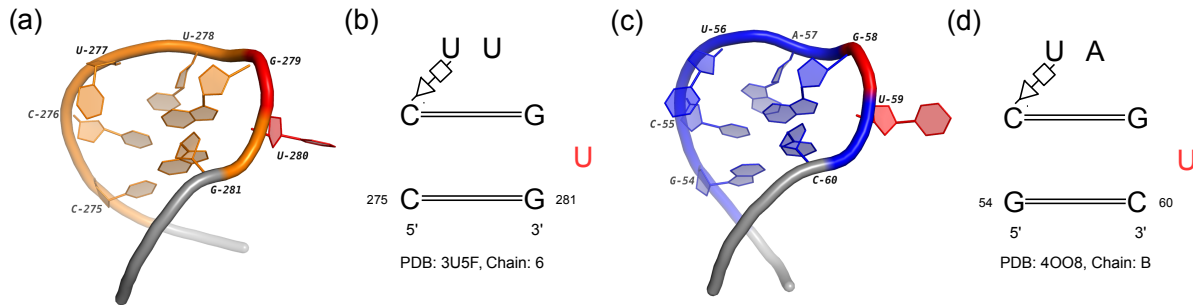 (a)
U-277
U-278
G-279
C-276
U-280
G-281
C-275
(b)
U U
C G
U
275 C G 281
5' 3'
PDB: 3U5F, Chain: 6
(c)
U-56
A-57
G-58
U-59
C-55
C-60
G-54
(d)
U A
C G
U
54 G C 60
5' 3'
PDB: 4OO8, Chain: B